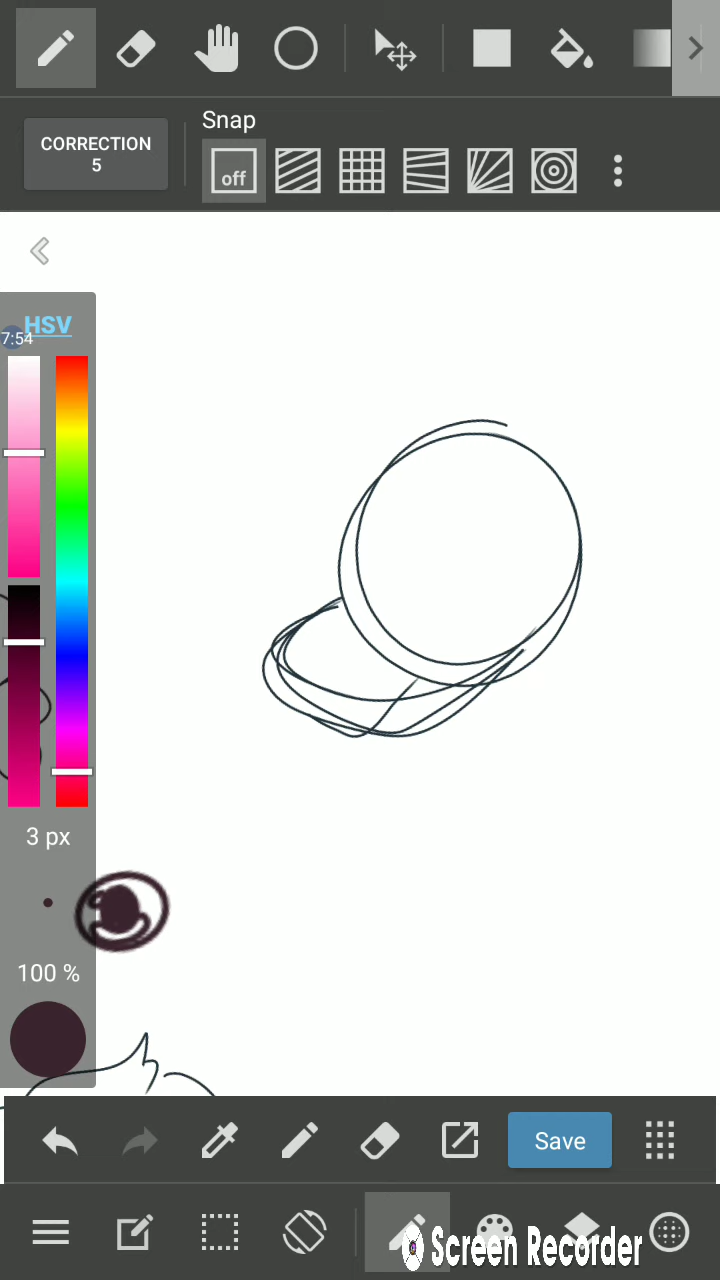 Snap
CORRECTION
5
off
HSV
7:54
3 px
100 %
Save
Screen Recorder